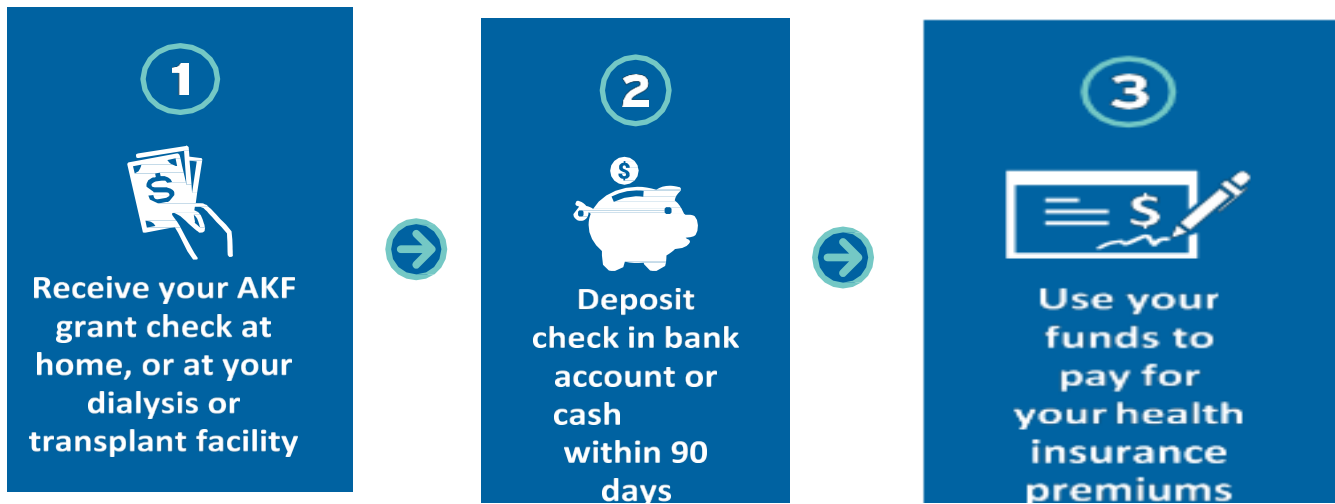 1
$
Receive your AKF
grant check at
home, or at your
dialysis or
transplant facility
2
$
Deposit
check in bank
account or
cash
within 90
days
3
$
Use your
funds to
pay for
your health
insurance
premiums